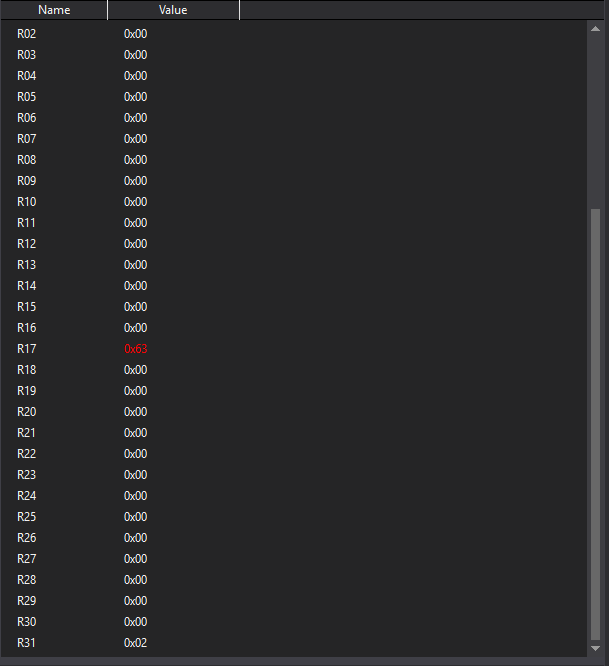 Name Value
R02 0x00
R03 0x00
R04 0x00
R05 0x00
R06 0x00
R07 0x00
R08 0x00
R09 0x00
R10 0x00
R11 0x00
R12 0x00
R13 0x00
R14 0x00
R15 0x00
R16 0x00
R17 0x63
R18 0x00
R19 0x00
R20 0x00
R21 0x00
R22 0x00
R23 0x00
R24 0x00
R25 0x00
R26 0x00
R27 0x00
R28 0x00
R29 0x00
R30 0x00
R31 0x02